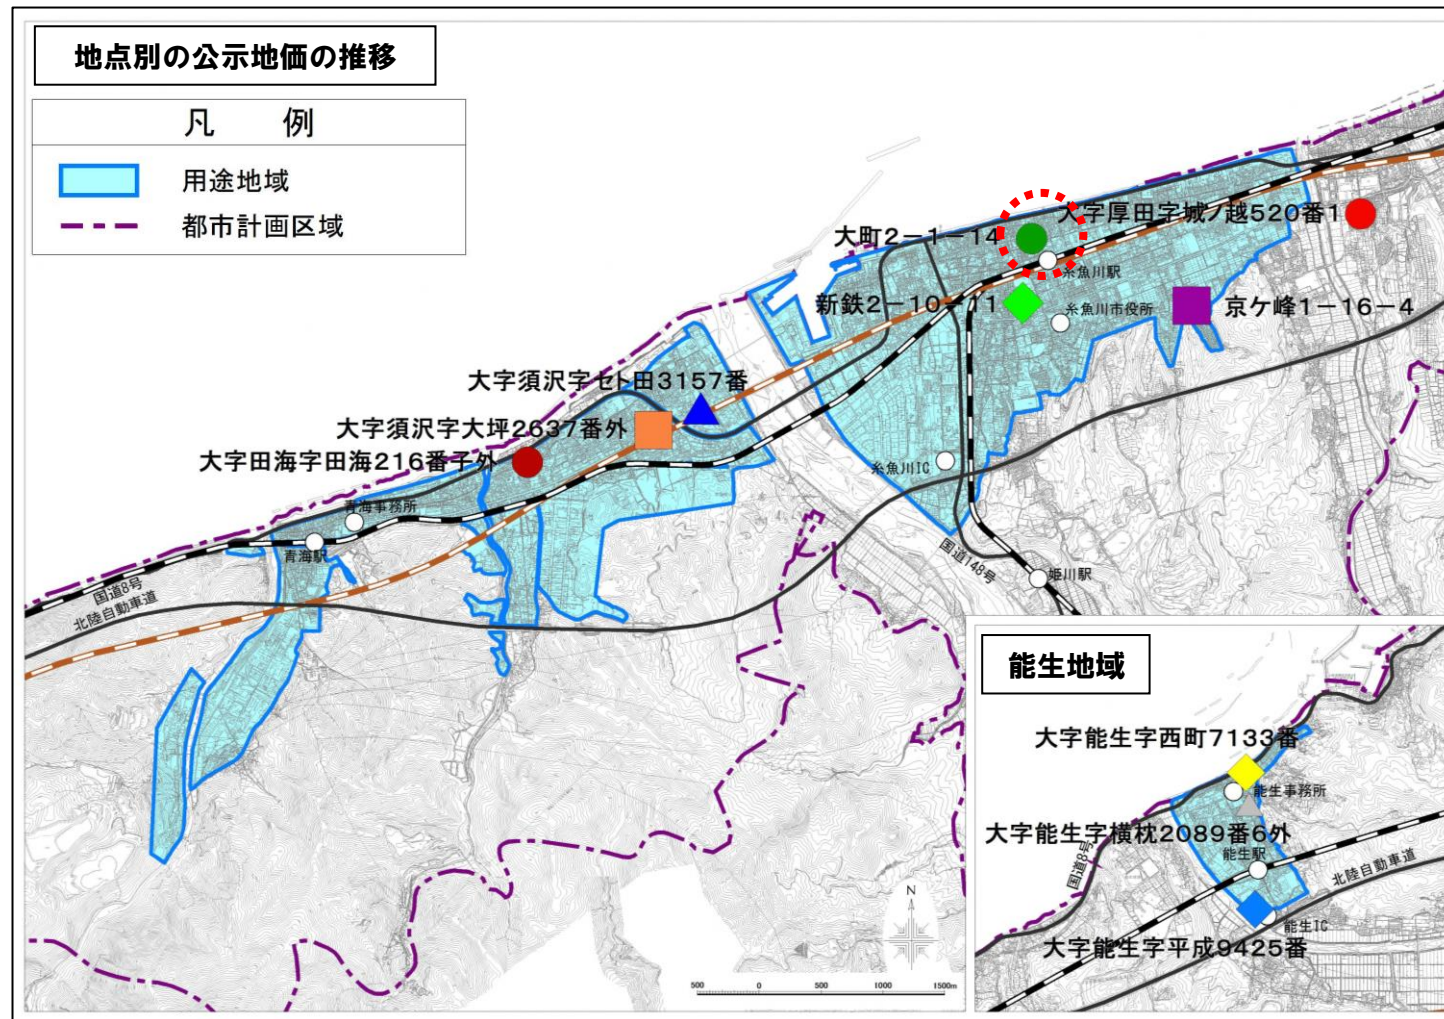 地点別の公示地価の推移
凡　例
用途地域
都市計画区域
大字厚田字城ノ越520番1
大町2－1－14
糸魚川駅
新鉄2－10－11
糸魚川市役所
京ケ峰1－16－4
大字須沢字セト田3157番
大字須沢字大坪2637番外
大字田海字田海216番子外
糸魚川IC
青海事務所
青海駅
国道8号
北陸自動車道
国道148号
姫川駅
能生地域
大字能生字西町7133番
能生事務所
大字能生字横枕2089番6外
能生駅
国道8号
北陸自動車道
能生IC
大字能生字平成9425番
N
500 0 500 1000 1500m